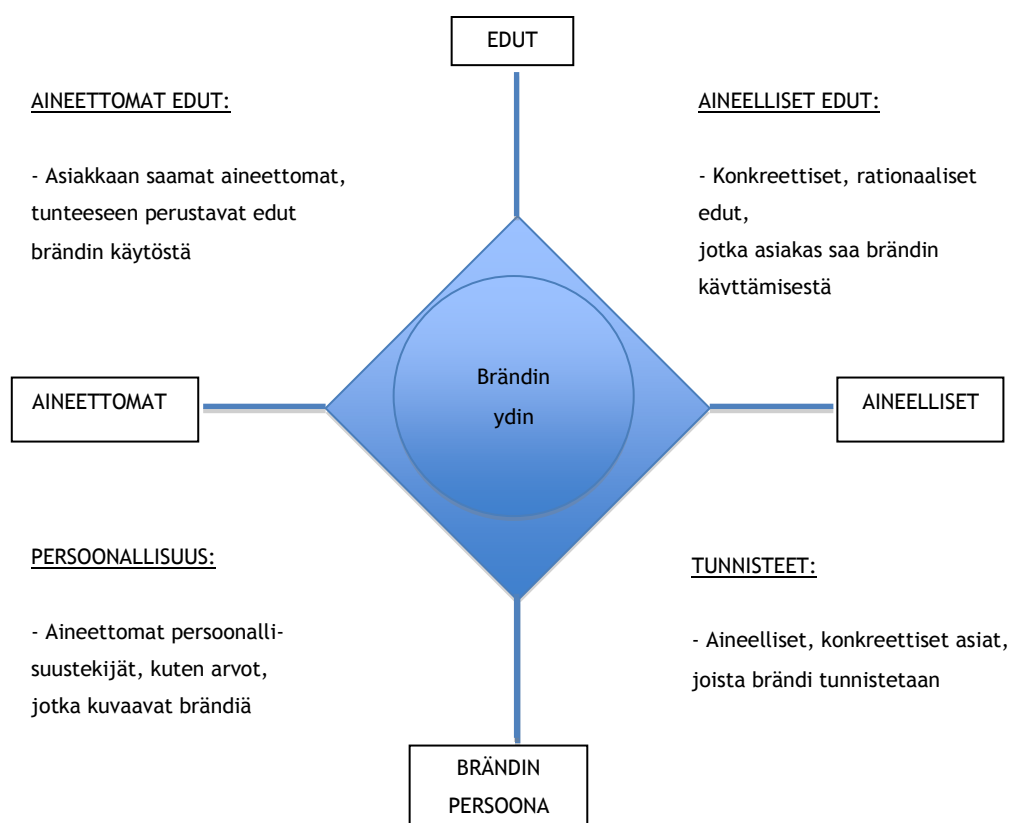 EDUT
AINEETTOMAT EDUT:
- Asiakkaan saamat aineettomat,
tunteeseen perustavat edut
brändin käytöstä
AINEELLISET EDUT:
- Konkreettiset, rationaaliset
edut,
jotka asiakas saa brändin
käyttämisestä
AINEETTOMAT
Brändin
ydin
AINEELLISET
PERSOONALLISUUS:
- Aineettomat persoonalli-
suustekijät, kuten arvot,
jotka kuvaavat brändiä
TUNNISTEET:
- Aineelliset, konkreettiset asiat,
joista brändi tunnistetaan
BRÄNDIN
PERSOONA